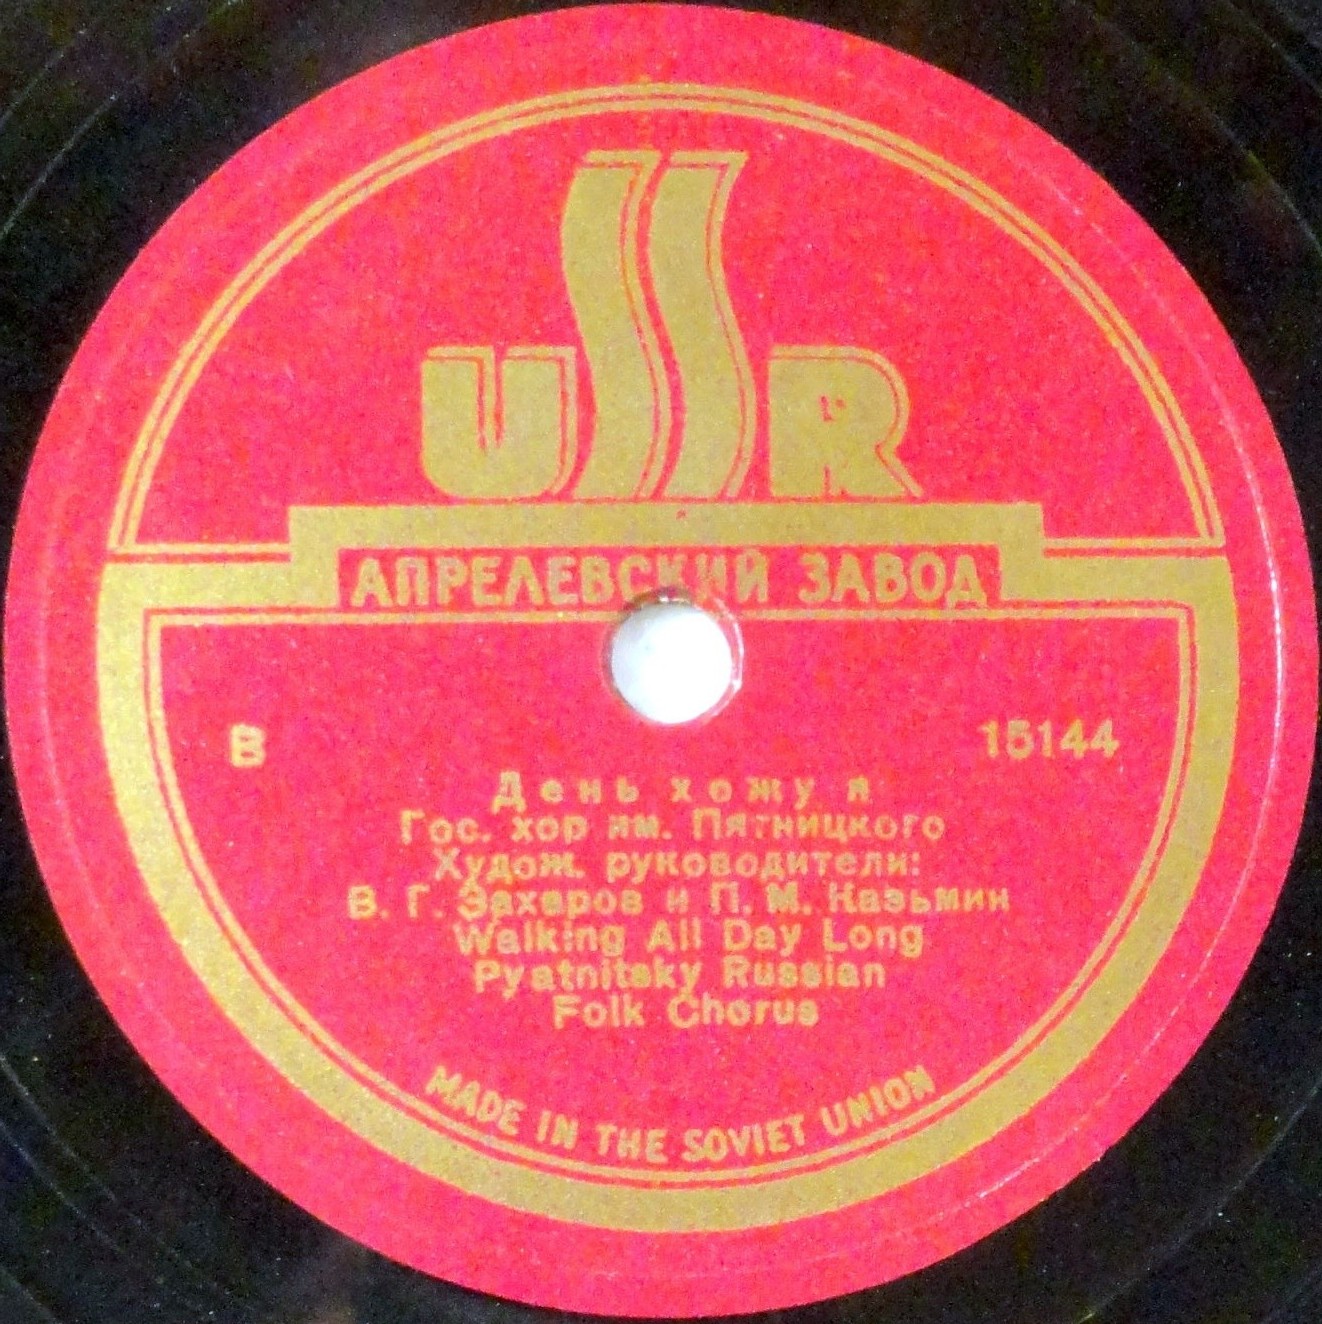 USSR
АПРЕЛЕВСКИЙ ЗАВОД
В 15144
День хожу я
Гос. хор им. Пятницкого
Худож. руководители:
В. Г. Захаров и П. М. Казьмин
Walking All Day Long
Pyatnitsky Russian
Folk Chorus
MADE IN THE SOVIET UNION